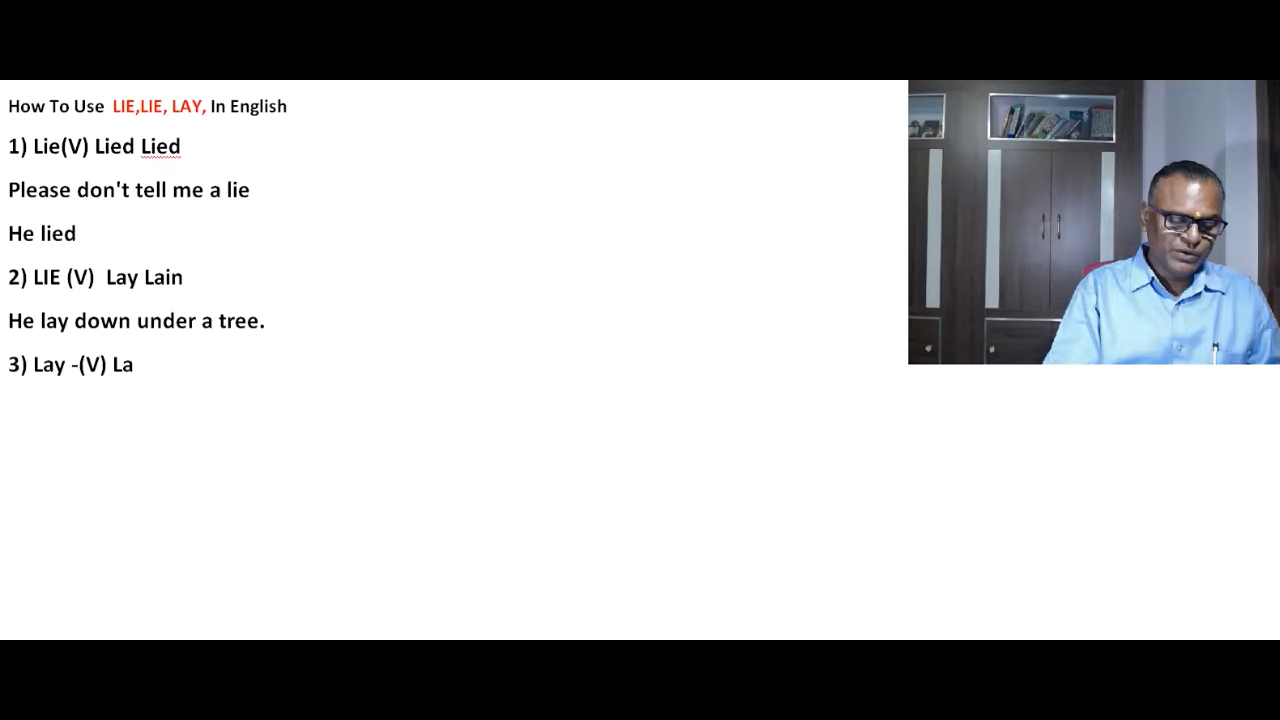 How To Use LIE,LIE, LAY, In English
1) Lie(V) Lied Lied
Please don't tell me a lie
He lied
2) LIE (V) Lay Lain
He lay down under a tree.
3) Lay -(V) La